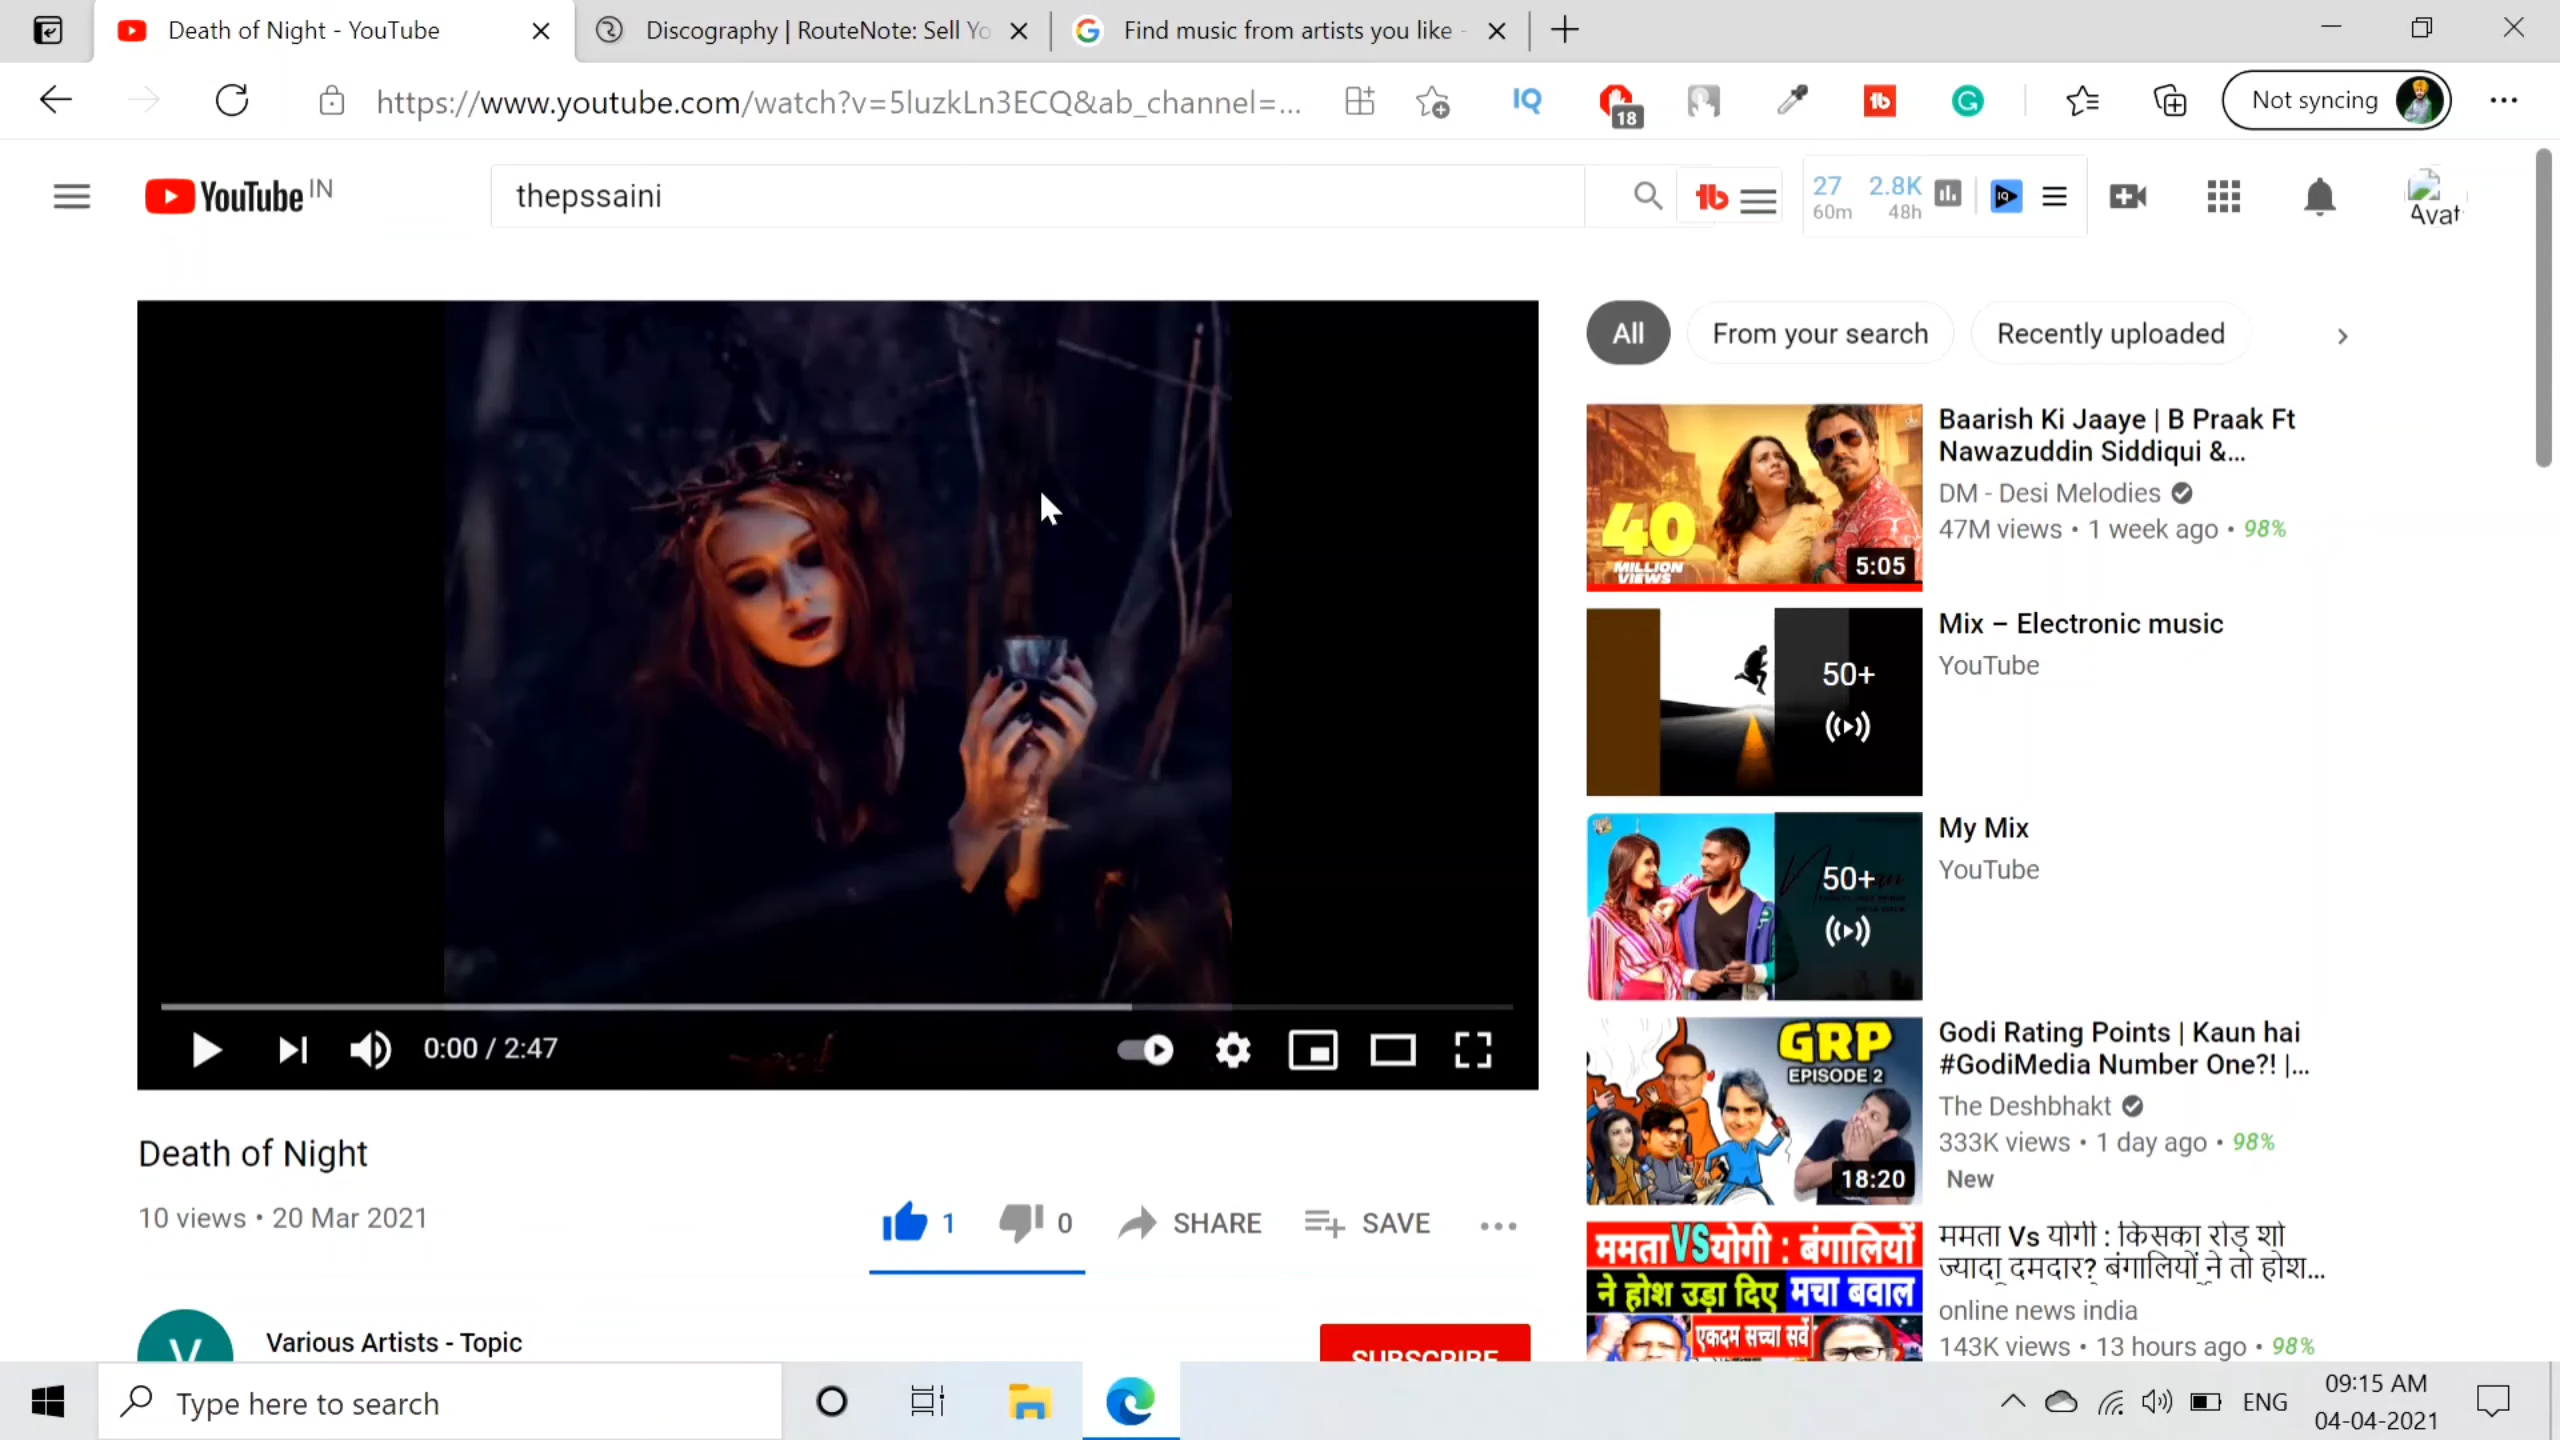 Death of Night - YouTube
Discography | RouteNote: Sell Yo
Find music from artists you like -
https://www.youtube.com/watch?v=5luzkLn3ECQ&ab_channel=...
IQ
18
Not syncing
YouTube IN
thepssaini
27 2.8K
60m 48h
Avat
All
From your search
Recently uploaded
40
MILLION
VIEWS
5:05
Baarish Ki Jaaye | B Praak Ft
Nawazuddin Siddiqui &...
DM - Desi Melodies
47M views • 1 week ago • 98%
50+
Mix – Electronic music
YouTube
50+
My Mix
YouTube
0:00 / 2:47
GRP
EPISODE 2
18:20
Godi Rating Points | Kaun hai
#GodiMedia Number One?! |...
The Deshbhakt
333K views • 1 day ago • 98%
New
Death of Night
10 views • 20 Mar 2021
1
0
SHARE
SAVE
Various Artists - Topic
SUBSCRIBE
ममता VS योगी : बंगालियों
ने होश उड़ा दिए मचा बवाल
एकदम सच्चा सर्वे
ममता Vs योगी : किसका रोड़ शो
ज्यादा दमदार? बंगालियों ने तो होश...
online news india
143K views • 13 hours ago • 98%
Type here to search
ENG
09:15 AM
04-04-2021